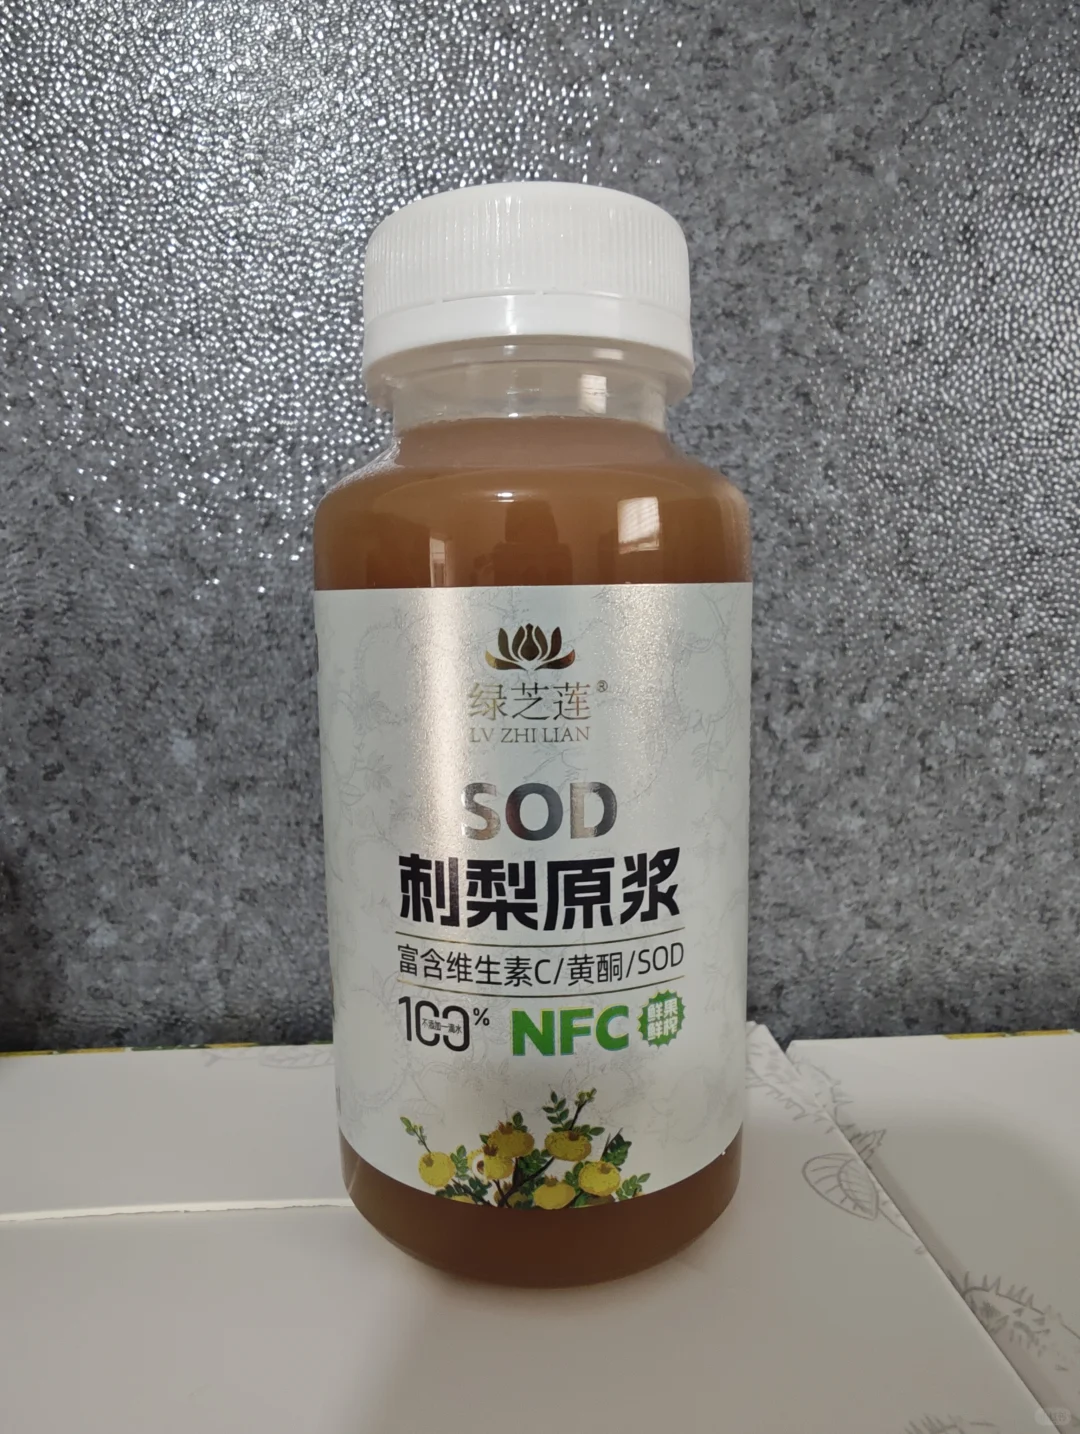 绿芝莲®
LV ZHI LIAN
SOD
刺梨原浆
富含维生素C/黄酮/SOD
100%
不添加一滴水
NFC
鲜果
鲜榨